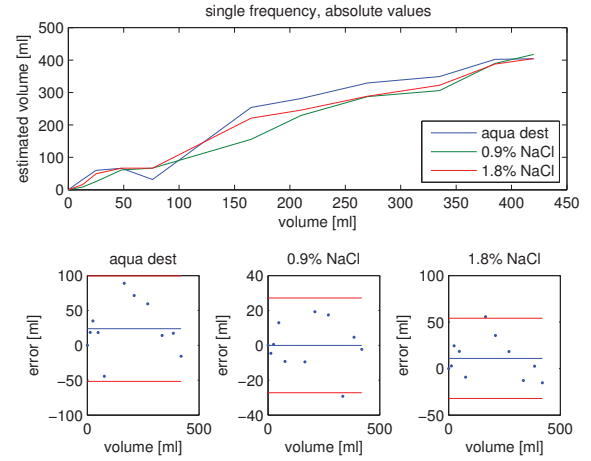 single frequency, absolute values
estimated volume [ml]
500
400
300
200
100
0
0 50 100 150 200 250 300 350 400 450
volume [ml]
aqua dest
0.9% NaCl
1.8% NaCl
aqua dest
error [ml]
100
50
0
−50
−100
0 500
volume [ml]
0.9% NaCl
error [ml]
40
20
0
−20
−40
0 500
volume [ml]
1.8% NaCl
error [ml]
100
50
0
−50
0 500
volume [ml]